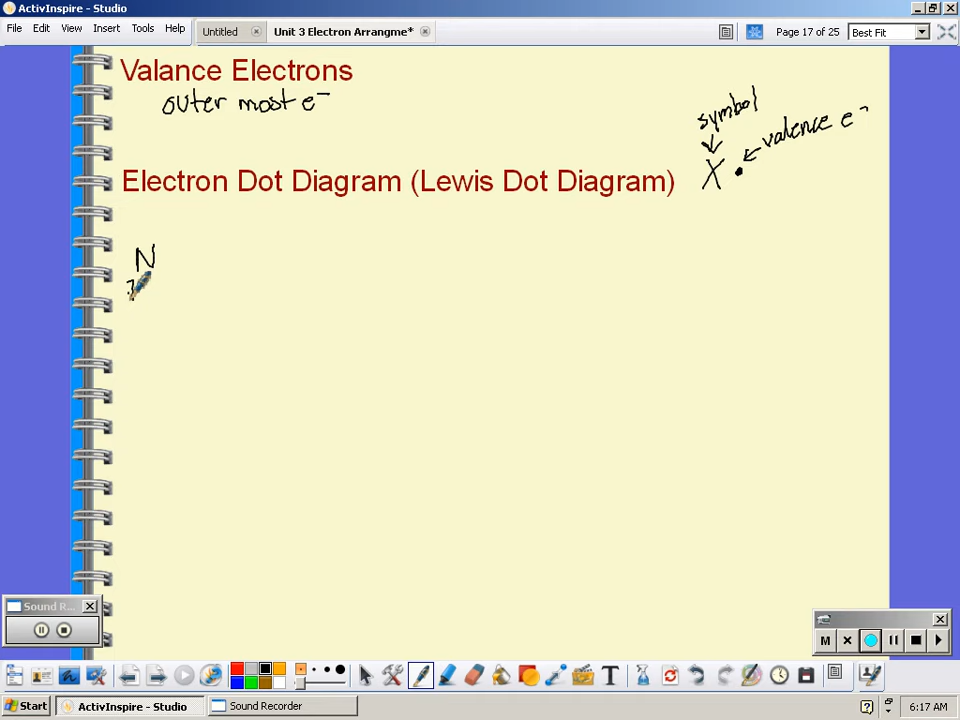 ActivInspire - Studio
File Edit View Insert Tools Help
Untitled
Unit 3 Electron Arrangme*
Page 17 of 25
Best Fit
Valance Electrons
outer most e⁻
symbol
valence e⁻
X
Electron Dot Diagram (Lewis Dot Diagram)
N
Sound R...
M
T
Start
ActivInspire - Studio
Sound Recorder
6:17 AM